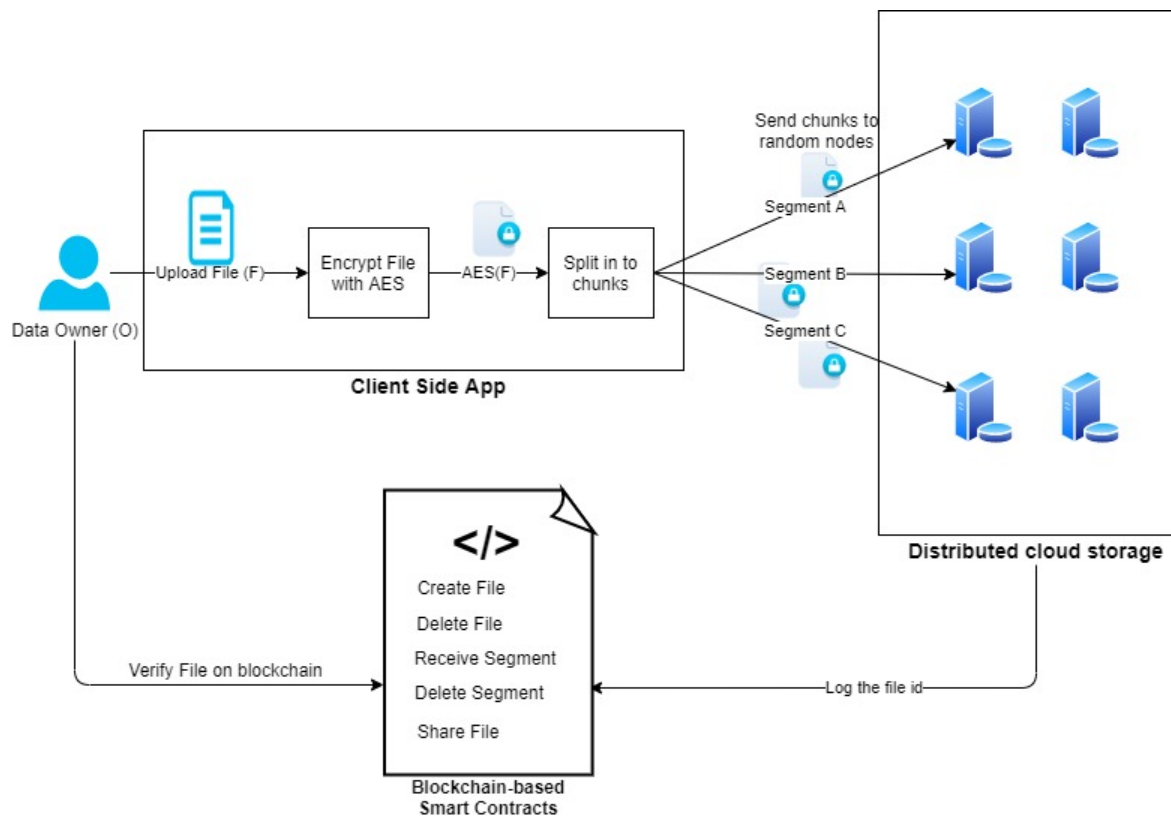 Send chunks to
random nodes
Segment A
Upload File (F)
Encrypt File
with AES
AES(F)
Split in to
chunks
Segment B
Data Owner (O)
Segment C
Client Side App
Distributed cloud storage
</>
Create File
Delete File
Receive Segment
Delete Segment
Share File
Verify File on blockchain
Log the file id
Blockchain-based
Smart Contracts